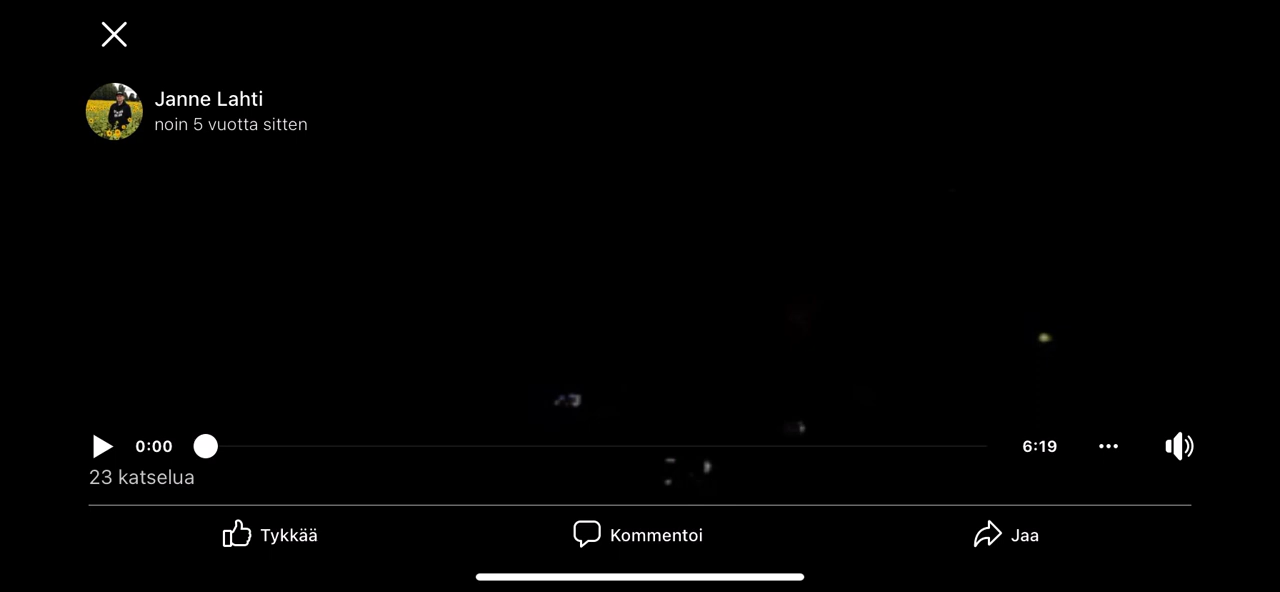 Janne Lahti
noin 5 vuotta sitten
0:00
6:19
23 katselua
Tykkää
Kommentoi
Jaa